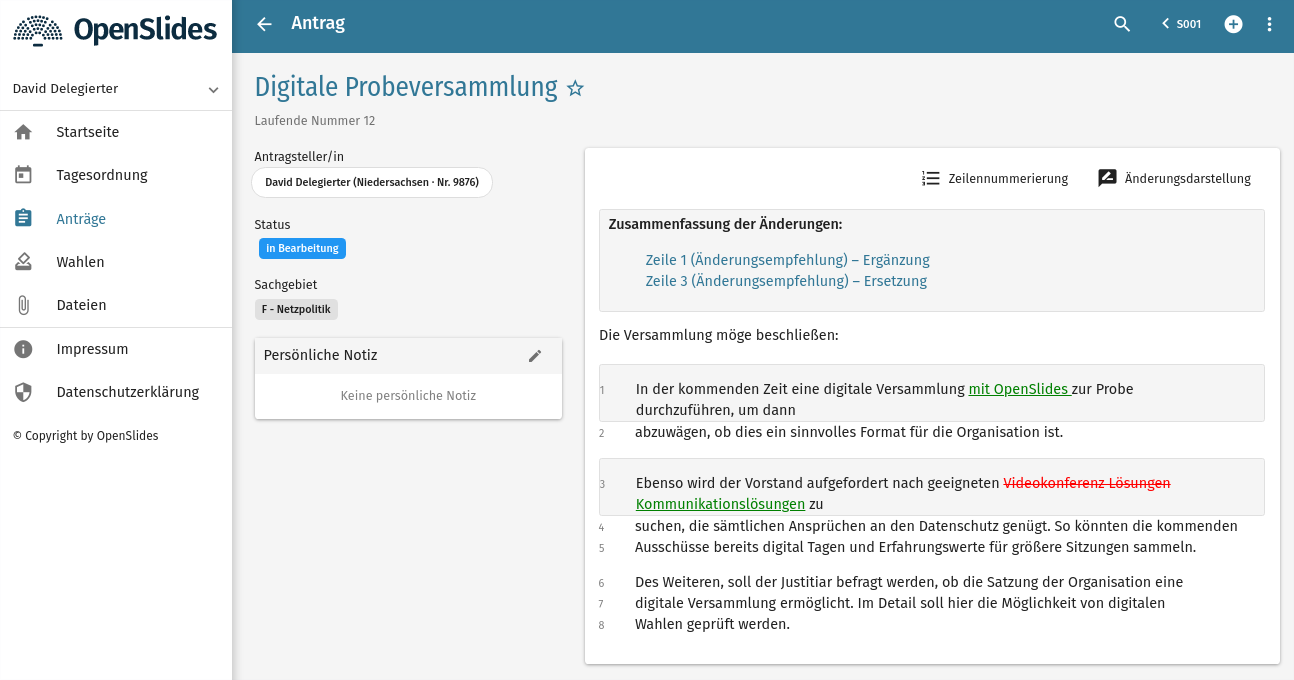 OpenSlides
David Delegierter
Startseite
Tagesordnung
Anträge
Wahlen
Dateien
Impressum
Datenschutzerklärung
© Copyright by OpenSlides
Antrag
S001
Digitale Probeversammlung
Laufende Nummer 12
Antragsteller/in
David Delegierter (Niedersachsen · Nr. 9876)
Status
in Bearbeitung
Sachgebiet
F - Netzpolitik
Persönliche Notiz
Keine persönliche Notiz
Zeilennummerierung
Änderungsdarstellung
Zusammenfassung der Änderungen:
Zeile 1 (Änderungsempfehlung) – Ergänzung
Zeile 3 (Änderungsempfehlung) – Ersetzung
Die Versammlung möge beschließen:
1 In der kommenden Zeit eine digitale Versammlung mit OpenSlides zur Probe
durchzuführen, um dann
2 abzuwägen, ob dies ein sinnvolles Format für die Organisation ist.
3 Ebenso wird der Vorstand aufgefordert nach geeigneten Videokonferenz Lösungen
Kommunikationslösungen zu
4 suchen, die sämtlichen Ansprüchen an den Datenschutz genügt. So könnten die kommenden
5 Ausschüsse bereits digital Tagen und Erfahrungswerte für größere Sitzungen sammeln.
6 Des Weiteren, soll der Justitiar befragt werden, ob die Satzung der Organisation eine
7 digitale Versammlung ermöglicht. Im Detail soll hier die Möglichkeit von digitalen
8 Wahlen geprüft werden.